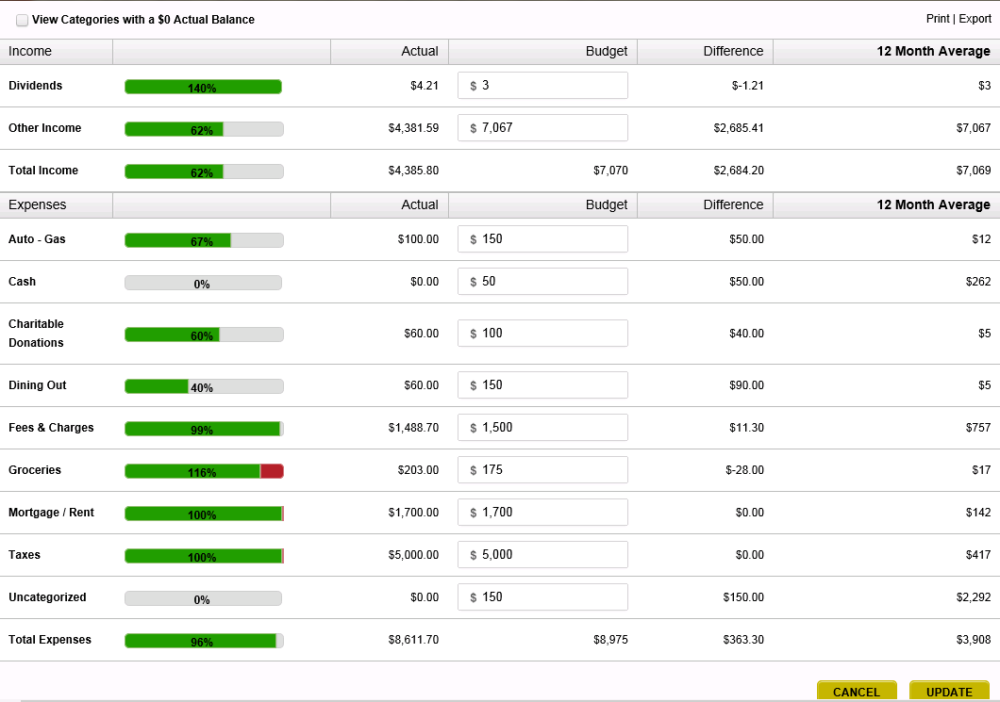 View Categories with a $0 Actual Balance Print | Export
Income Actual Budget Difference 12 Month Average
Dividends 140% $4.21 $ 3 $-1.21 $3
Other Income 62% $4,381.59 $ 7,067 $2,685.41 $7,067
Total Income 62% $4,385.80 $7,070 $2,684.20 $7,069
Expenses Actual Budget Difference 12 Month Average
Auto - Gas 67% $100.00 $ 150 $50.00 $12
Cash 0% $0.00 $ 50 $50.00 $262
Charitable
Donations 60% $60.00 $ 100 $40.00 $5
Dining Out 40% $60.00 $ 150 $90.00 $5
Fees & Charges 99% $1,488.70 $ 1,500 $11.30 $757
Groceries 116% $203.00 $ 175 $-28.00 $17
Mortgage / Rent 100% $1,700.00 $ 1,700 $0.00 $142
Taxes 100% $5,000.00 $ 5,000 $0.00 $417
Uncategorized 0% $0.00 $ 150 $150.00 $2,292
Total Expenses 96% $8,611.70 $8,975 $363.30 $3,908
CANCEL UPDATE